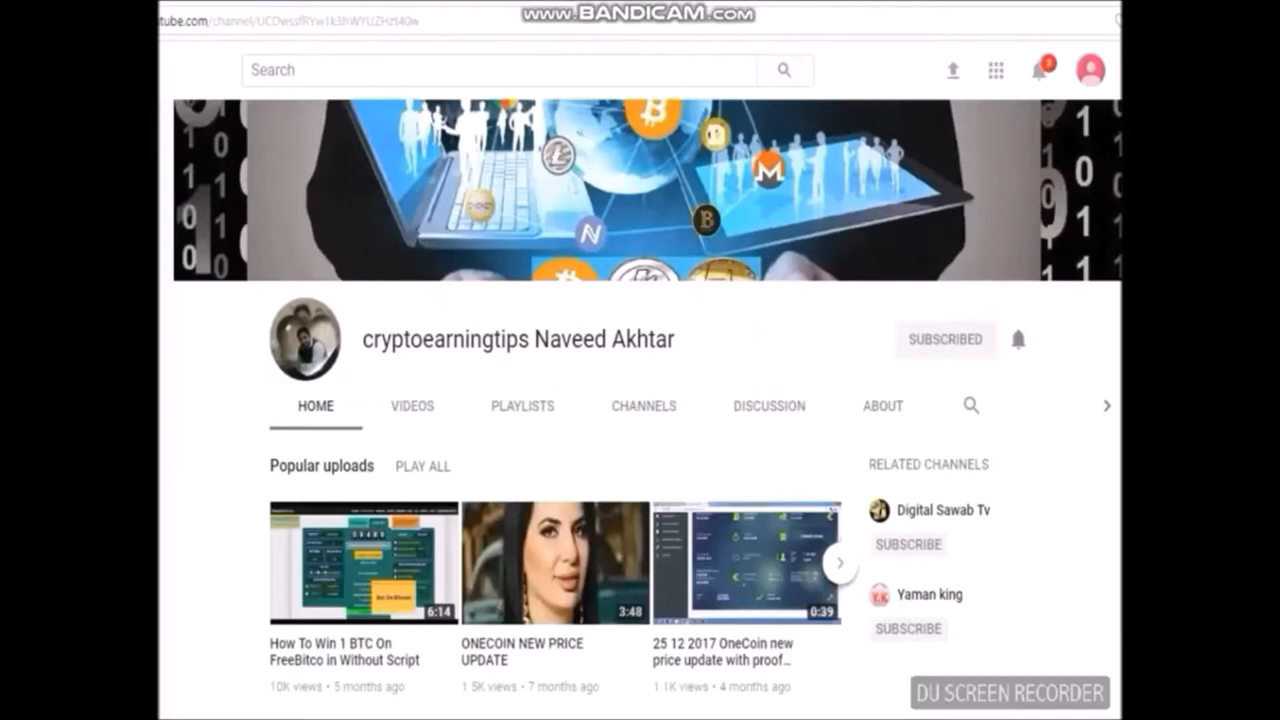 www.BANDICAM.com
tube.com/channel/
Search
3
cryptoearningtips Naveed Akhtar
SUBSCRIBED
HOME VIDEOS PLAYLISTS CHANNELS DISCUSSION ABOUT
Popular uploads PLAY ALL
RELATED CHANNELS
Digital Sawab Tv
SUBSCRIBE
Yaman king
SUBSCRIBE
6:14
3:48
0:39
How To Win 1 BTC On
FreeBitco in Without Script
10K views • 5 months ago
ONECOIN NEW PRICE
UPDATE
1.5K views • 7 months ago
25 12 2017 OneCoin new
price update with proof...
1.1K views • 4 months ago
DU SCREEN RECORDER